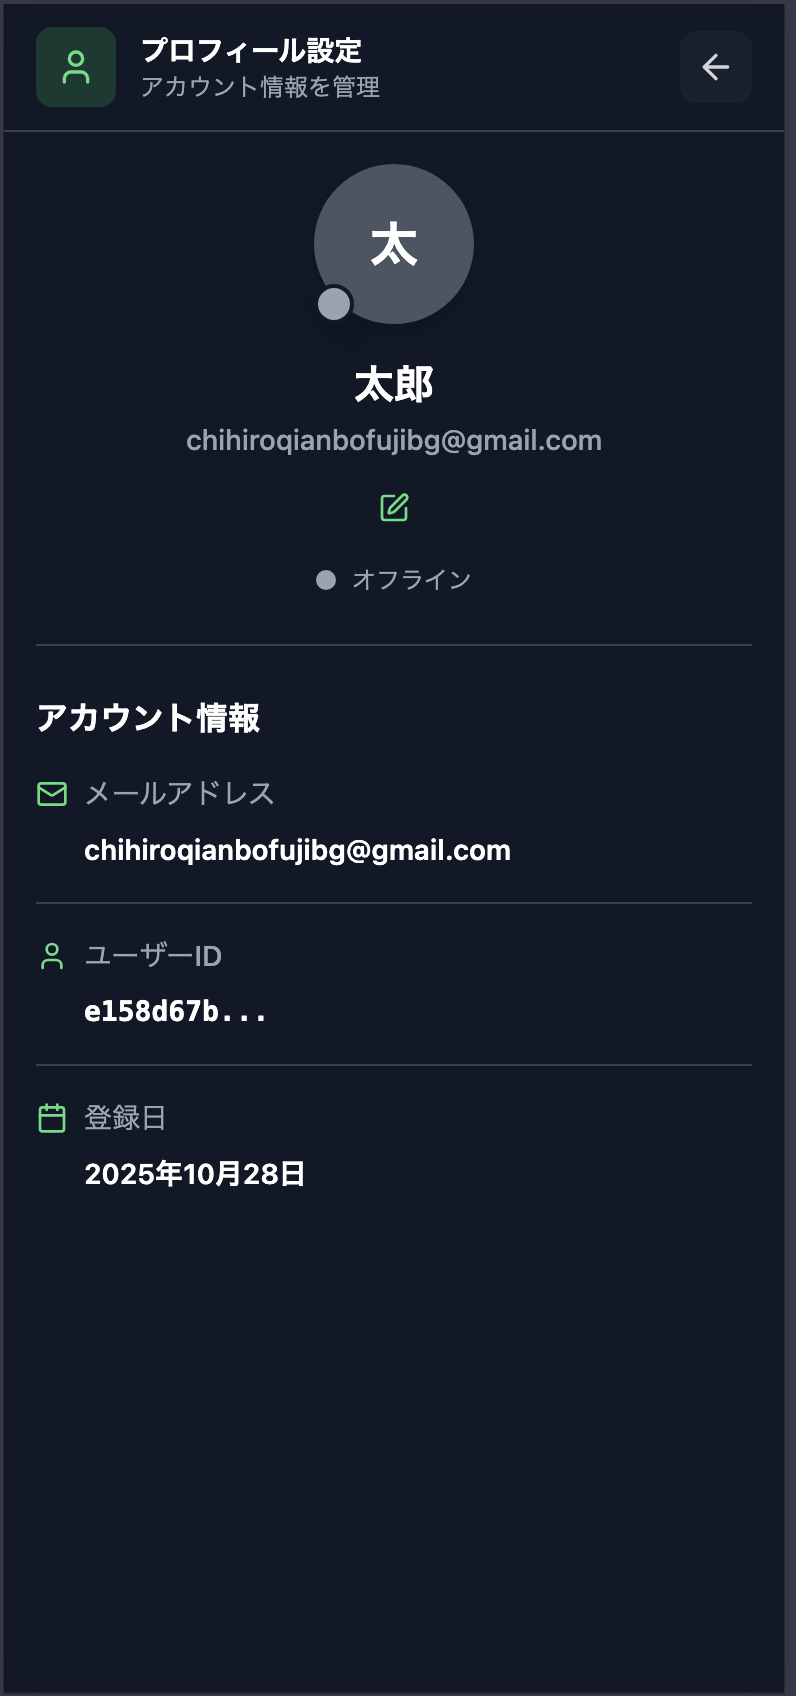 プロフィール設定
アカウント情報を管理
太
太郎
chihiroqianbofujibg@gmail.com
オフライン
アカウント情報
メールアドレス
chihiroqianbofujibg@gmail.com
ユーザーID
e158d67b...
登録日
2025年10月28日